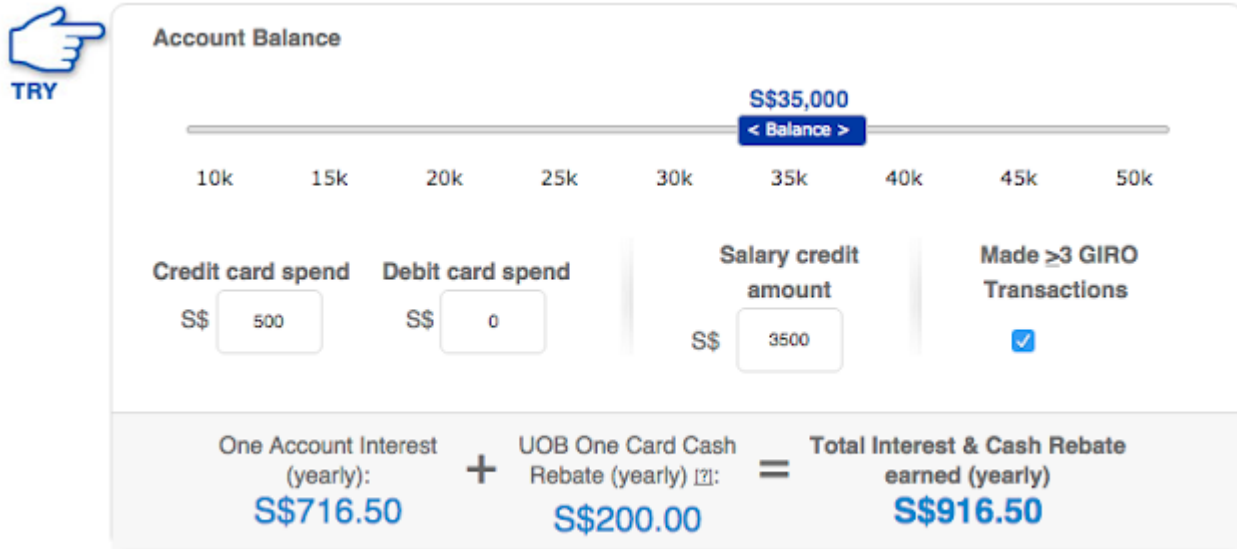 TRY
Account Balance
S$35,000
< Balance >
10k 15k 20k 25k 30k 35k 40k 45k 50k
Credit card spend
S$ 500
Debit card spend
S$ 0
Salary credit
amount
S$ 3500
Made ≥3 GIRO
Transactions
One Account Interest
(yearly):
S$716.50
+
UOB One Card Cash
Rebate (yearly) [?]:
S$200.00
=
Total Interest & Cash Rebate
earned (yearly)
S$916.50